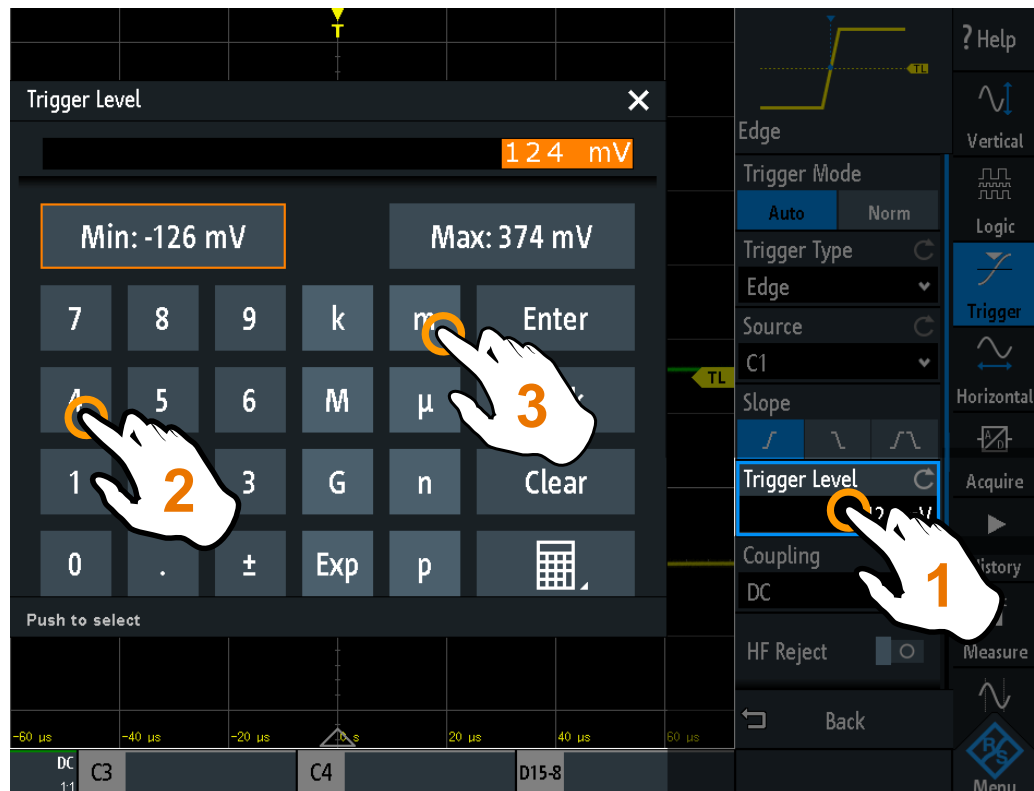 T
Trigger Level
124 mV
Min: -126 mV
Max: 374 mV
7 8 9 k m Enter
4 5 6 M µ
1 3 G n Clear
0 . ± Exp p
Push to select
3
2
1
TL
-60 µs -40 µs -20 µs 0 s 20 µs 40 µs 60 µs
DC
1:1
C3
C4
D15-8
TL
Edge
Trigger Mode
Auto Norm
Trigger Type
Edge
Source
C1
Slope
Trigger Level
Coupling
DC
HF Reject
Back
? Help
Vertical
Logic
Trigger
Horizontal
A
D
Acquire
History
Measure
R/S
Menu